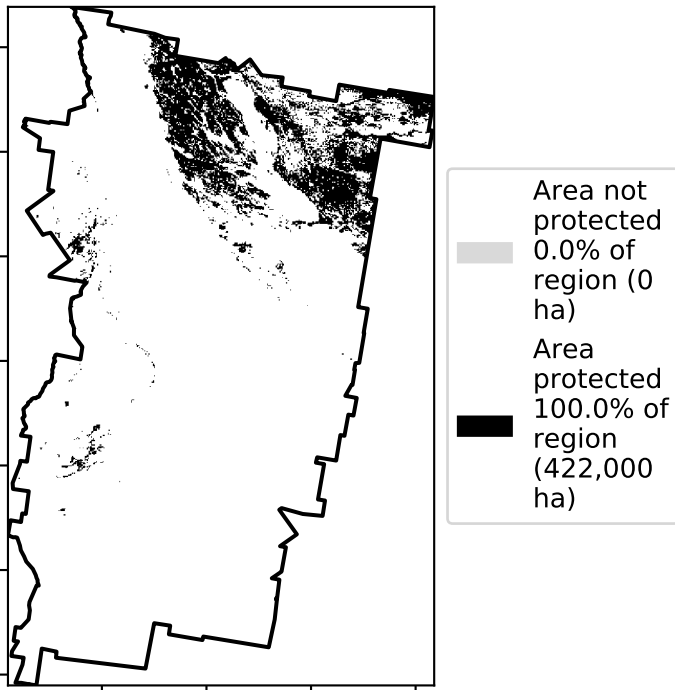 Area not
protected
0.0% of
region (0
ha)
Area
protected
100.0% of
region
(422,000
ha)